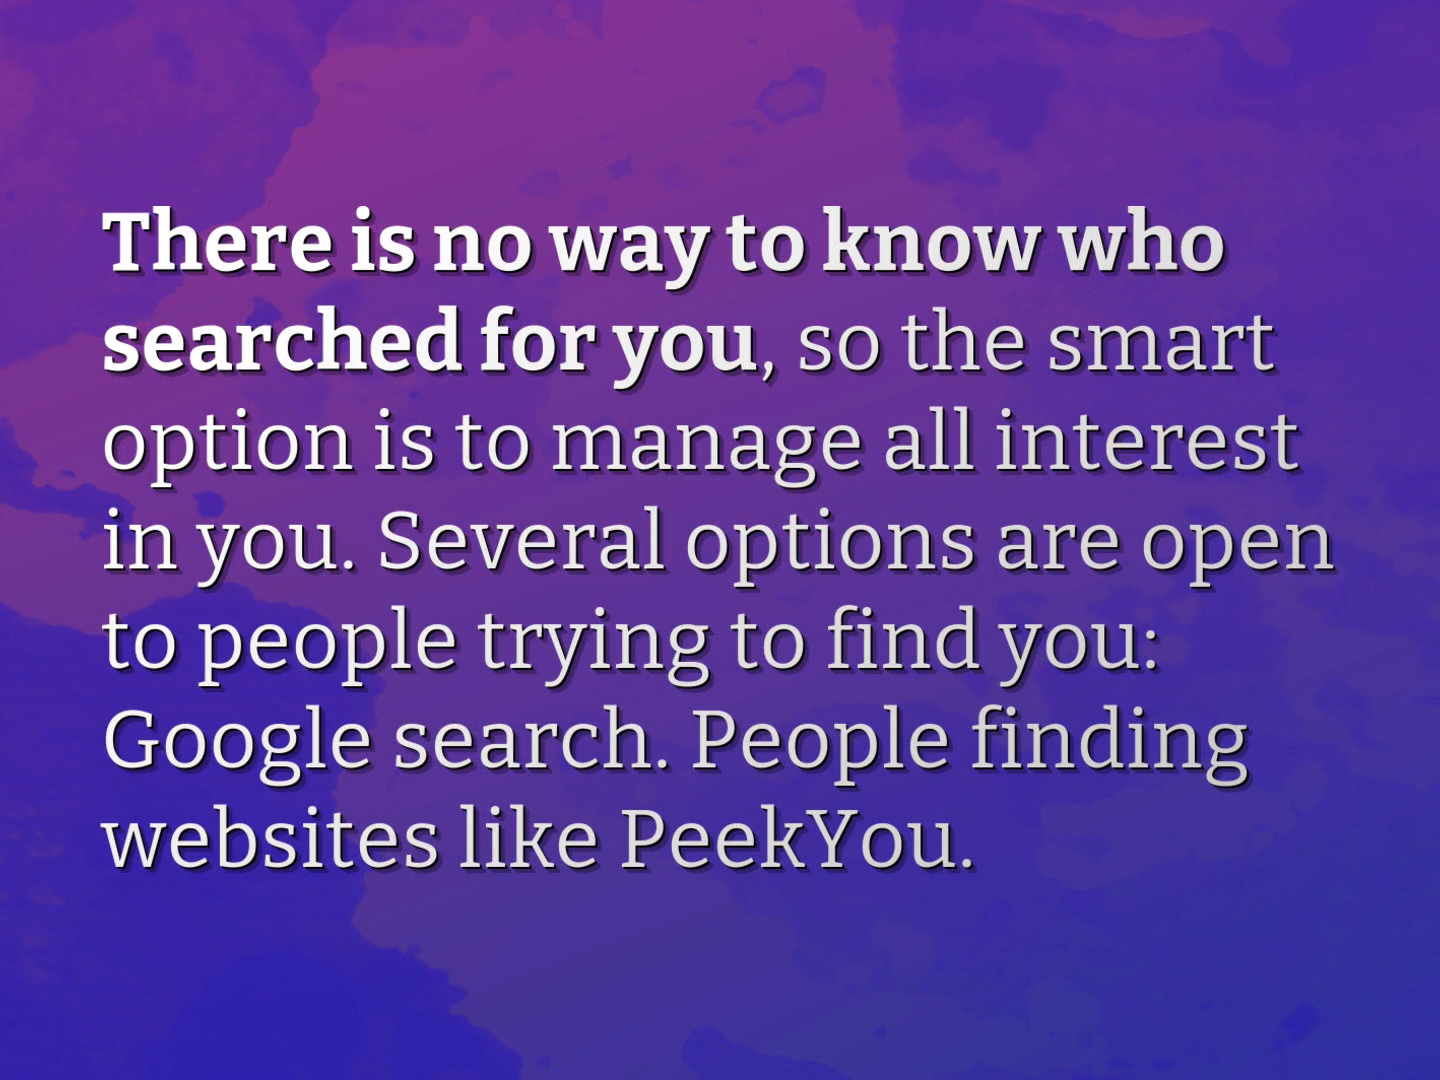 There is no way to know who
searched for you, so the smart
option is to manage all interest
in you. Several options are open
to people trying to find you:
Google search. People finding
websites like PeekYou.